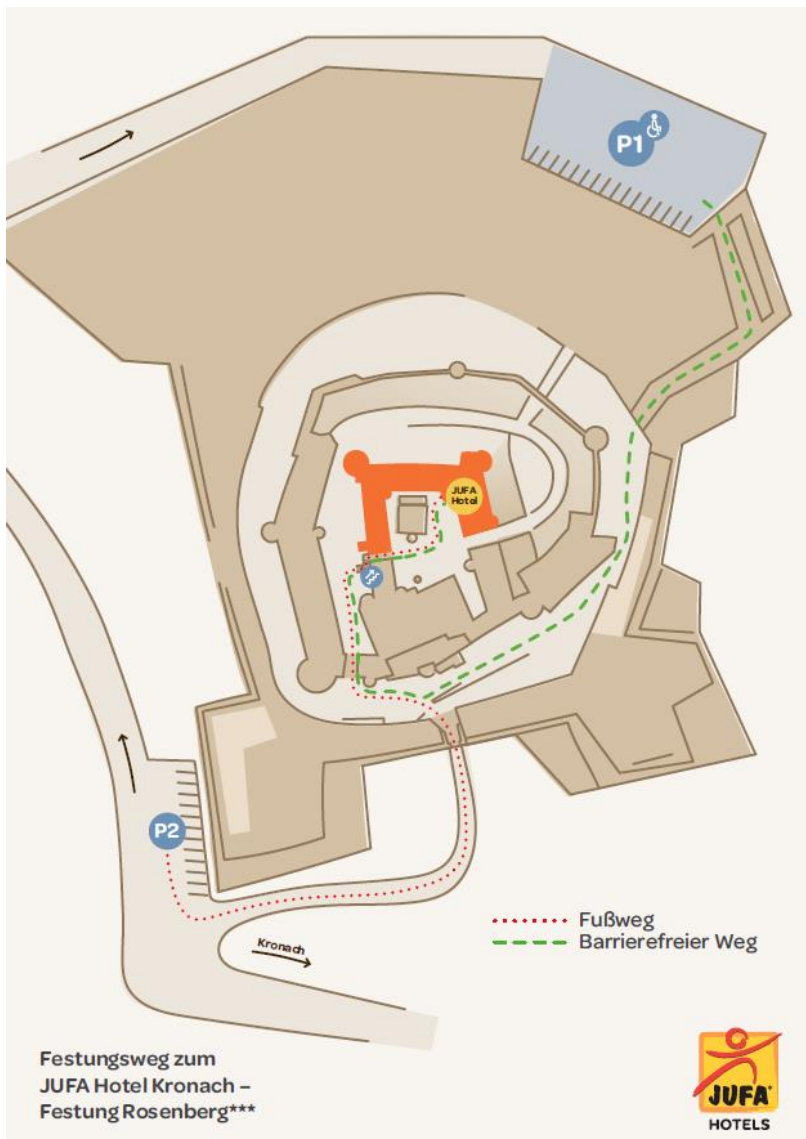 P1
JUFA
Hotel
P2
Fußweg
Barrierefreier Weg
Kronach
Festungsweg zum
JUFA Hotel Kronach –
Festung Rosenberg***
JUFA®
HOTELS